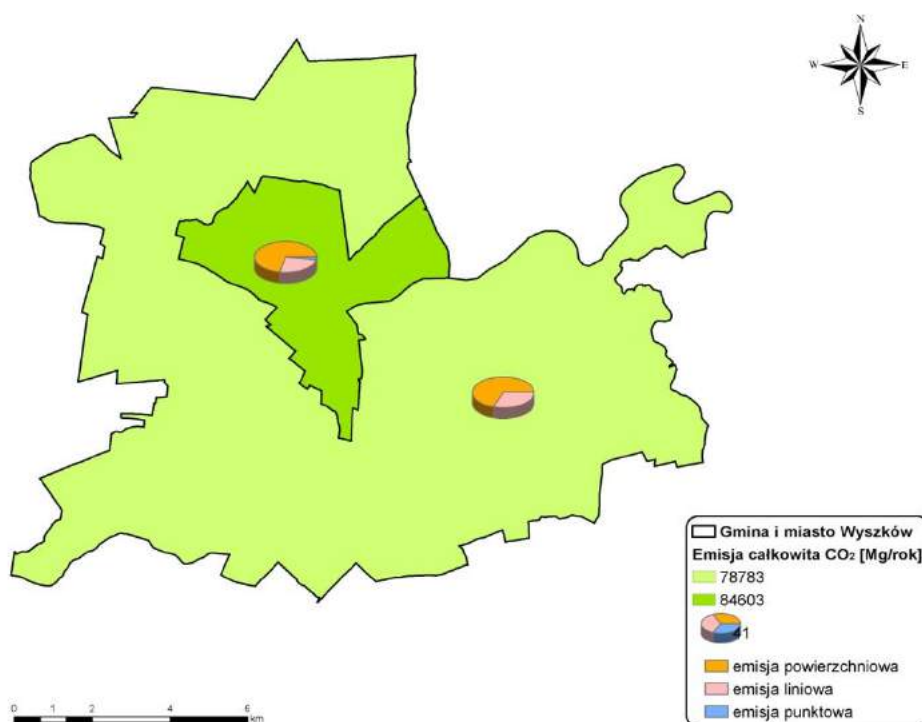 N
W E
S
Gmina i miasto Wyszków
Emisja całkowita CO₂ [Mg/rok]
78783
84603
41
emisja powierzchniowa
emisja liniowa
emisja punktowa
0 1 2 4 6
km